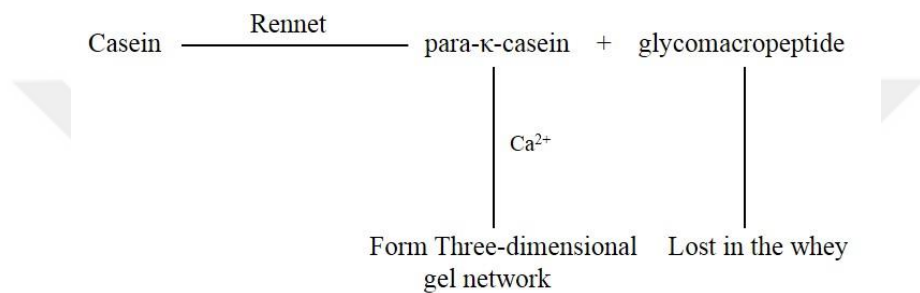 Rennet
Casein para-κ-casein + glycomacropeptide
Ca²⁺
Form Three-dimensional Lost in the whey
gel network